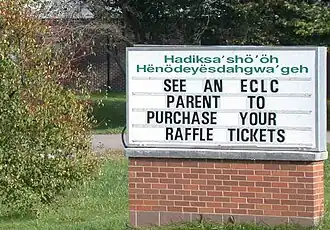 Hadiksa'shö'öh
Hënödeyësdahgwa'geh
SEE AN ECLC
PARENT TO
PURCHASE YOUR
RAFFLE TICKETS